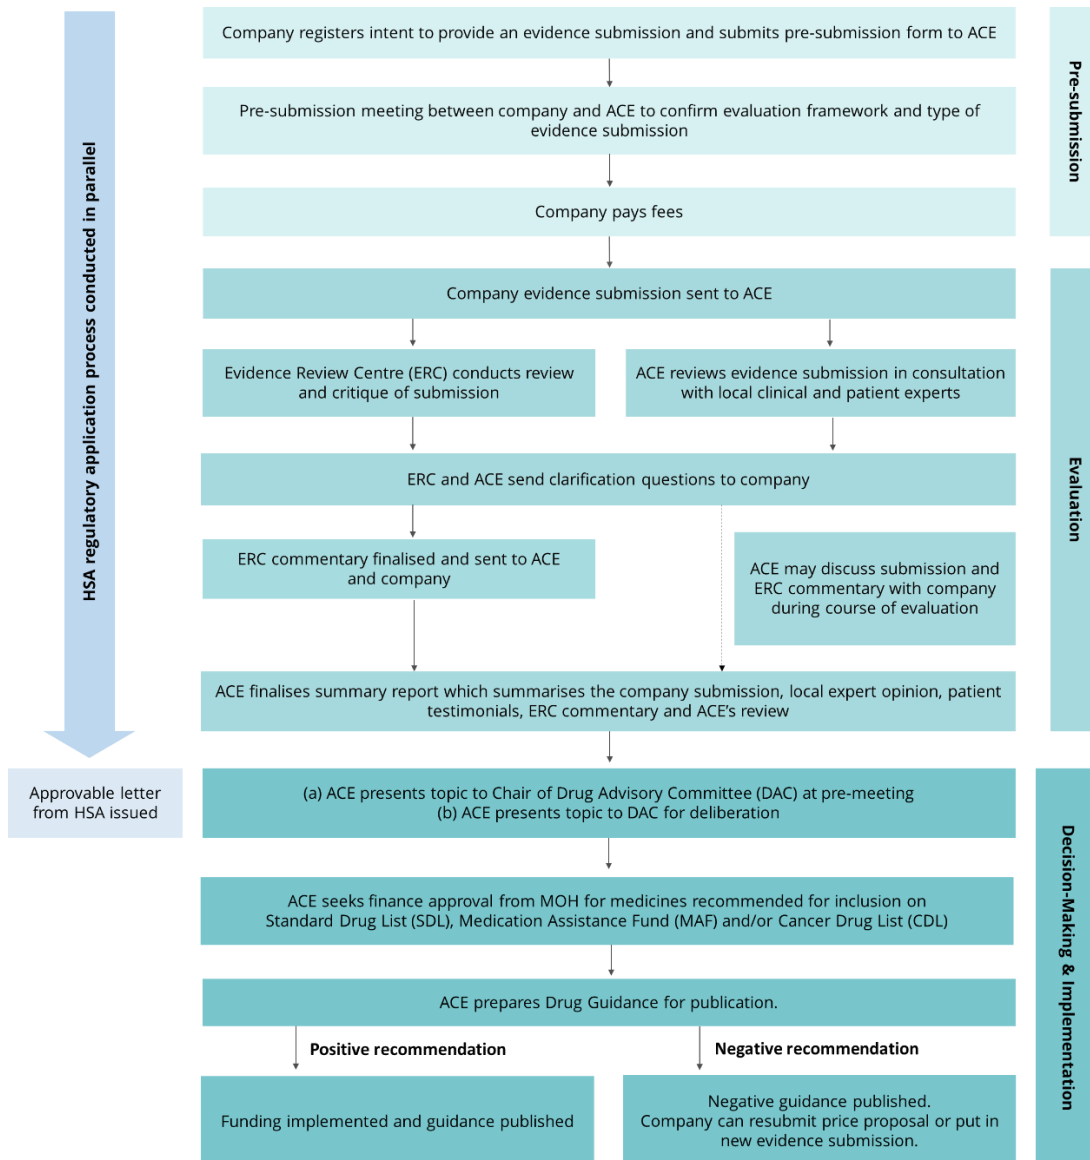 Company registers intent to provide an evidence submission and submits pre-submission form to ACE
Pre-submission meeting between company and ACE to confirm evaluation framework and type of
evidence submission
Company pays fees
Pre-submission
HSA regulatory application process conducted in parallel
Company evidence submission sent to ACE
Evidence Review Centre (ERC) conducts review
and critique of submission
ACE reviews evidence submission in consultation
with local clinical and patient experts
ERC and ACE send clarification questions to company
ERC commentary finalised and sent to ACE
and company
ACE may discuss submission and
ERC commentary with company
during course of evaluation
ACE finalises summary report which summarises the company submission, local expert opinion, patient
testimonials, ERC commentary and ACE’s review
Evaluation
Approvable letter
from HSA issued
(a) ACE presents topic to Chair of Drug Advisory Committee (DAC) at pre-meeting
(b) ACE presents topic to DAC for deliberation
ACE seeks finance approval from MOH for medicines recommended for inclusion on
Standard Drug List (SDL), Medication Assistance Fund (MAF) and/or Cancer Drug List (CDL)
ACE prepares Drug Guidance for publication.
Positive recommendation
Negative recommendation
Funding implemented and guidance published
Negative guidance published.
Company can resubmit price proposal or put in
new evidence submission.
Decision-Making & Implementation